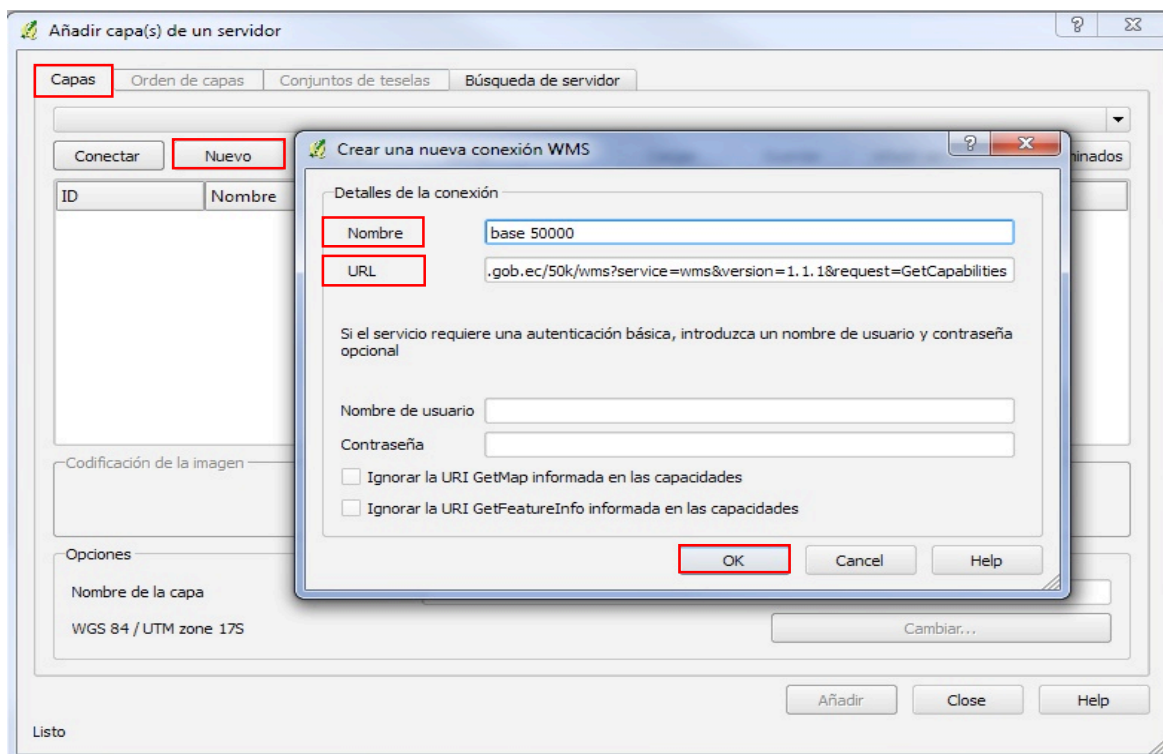 Añadir capa(s) de un servidor
Capas Orden de capas Conjuntos de teselas Búsqueda de servidor
Conectar Nuevo
ID Nombre
Crear una nueva conexión WMS
Detalles de la conexión
Nombre base 50000
URL .gob.ec/50k/wms?service=wms&version=1.1.1&request=GetCapabilities
Si el servicio requiere una autenticación básica, introduzca un nombre de usuario y contraseña
opcional
Nombre de usuario
Contraseña
Ignorar la URI GetMap informada en las capacidades
Ignorar la URI GetFeatureInfo informada en las capacidades
OK Cancel Help
Codificación de la imagen
Opciones
Nombre de la capa
WGS 84 / UTM zone 17S Cambiar...
Añadir Close Help
Listo